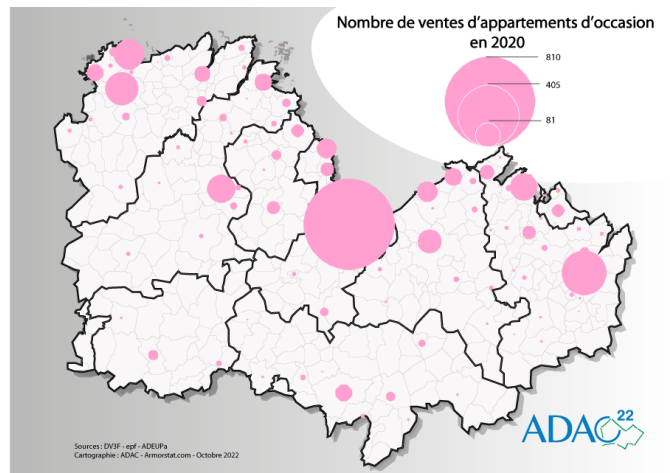 Nombre de ventes d’appartements d’occasion
en 2020
810
405
81
ADAC 22
Sources : DV3F - epf - ADEUPa
Cartographie : ADAC - Armorstat.com - Octobre 2022